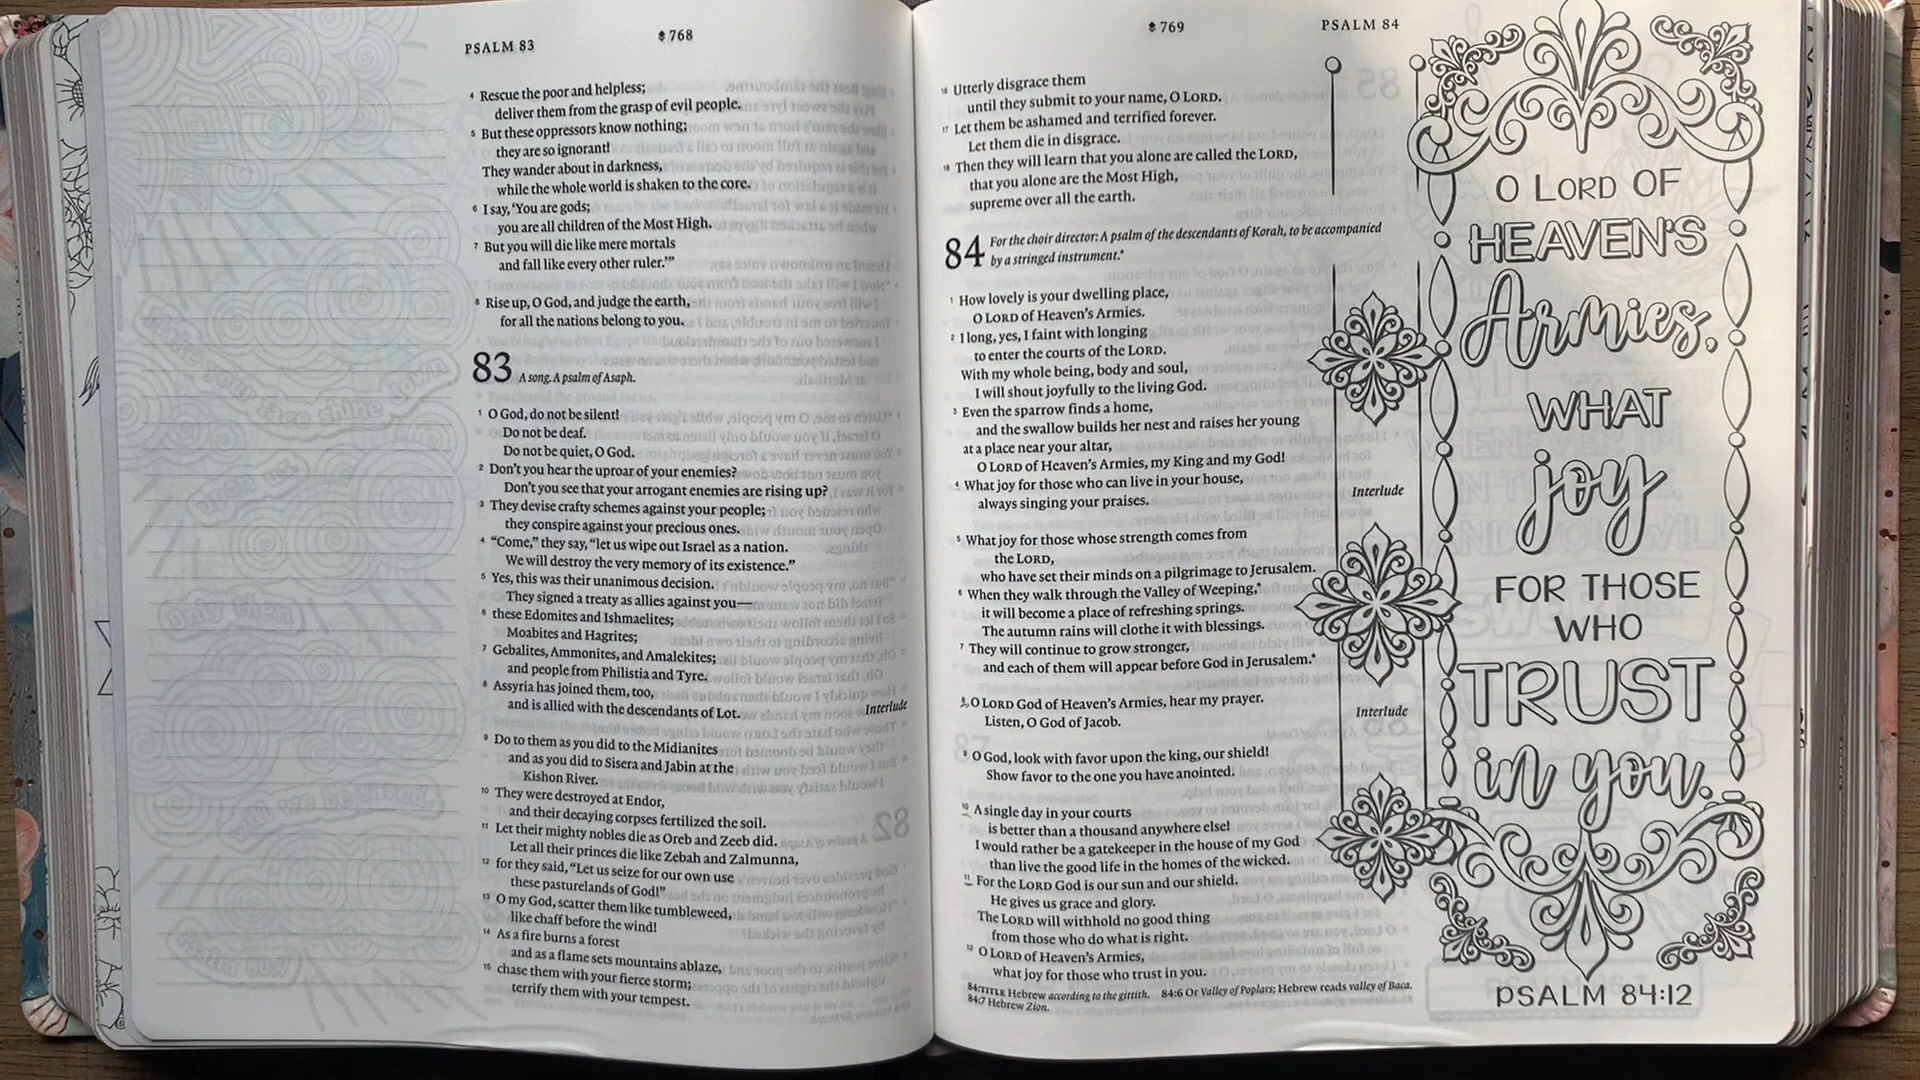 PSALM 83
768
4 Rescue the poor and helpless;
deliver them from the grasp of evil people.
5 But these oppressors know nothing;
they are so ignorant!
They wander about in darkness,
while the whole world is shaken to the core.
6 I say, ‘You are gods;
you are all children of the Most High.
7 But you will die like mere mortals
and fall like every other ruler.’”
8 Rise up, O God, and judge the earth,
for all the nations belong to you.
83 A song. A psalm of Asaph.
1 O God, do not be silent!
Do not be deaf.
Do not be quiet, O God.
2 Don’t you hear the uproar of your enemies?
Don’t you see that your arrogant enemies are rising up?
3 They devise crafty schemes against your people;
they conspire against your precious ones.
4 “Come,” they say, “let us wipe out Israel as a nation.
We will destroy the very memory of its existence.”
5 Yes, this was their unanimous decision.
They signed a treaty as allies against you—
6 these Edomites and Ishmaelites;
Moabites and Hagrites;
7 Gebalites, Ammonites, and Amalekites;
and people from Philistia and Tyre.
8 Assyria has joined them, too,
and is allied with the descendants of Lot. Interlude
9 Do to them as you did to the Midianites
and as you did to Sisera and Jabin at the
Kishon River.
10 They were destroyed at Endor,
and their decaying corpses fertilized the soil.
11 Let their mighty nobles die as Oreb and Zeeb did.
Let all their princes die like Zebah and Zalmunna,
12 for they said, “Let us seize for our own use
these pasturelands of God!”
13 O my God, scatter them like tumbleweed,
like chaff before the wind!
14 As a fire burns a forest
and as a flame sets mountains ablaze,
15 chase them with your fierce storm;
terrify them with your tempest.
769
PSALM 84
16 Utterly disgrace them
until they submit to your name, O LORD.
17 Let them be ashamed and terrified forever.
Let them die in disgrace.
18 Then they will learn that you alone are called the LORD,
that you alone are the Most High,
supreme over all the earth.
84 For the choir director: A psalm of the descendants of Korah, to be accompanied
by a stringed instrument.*
1 How lovely is your dwelling place,
O LORD of Heaven’s Armies.
2 I long, yes, I faint with longing
to enter the courts of the LORD.
With my whole being, body and soul,
I will shout joyfully to the living God.
3 Even the sparrow finds a home,
and the swallow builds her nest and raises her young
at a place near your altar,
O LORD of Heaven’s Armies, my King and my God!
4 What joy for those who can live in your house,
always singing your praises. Interlude
5 What joy for those whose strength comes from
the LORD,
who have set their minds on a pilgrimage to Jerusalem.
6 When they walk through the Valley of Weeping,*
it will become a place of refreshing springs.
The autumn rains will clothe it with blessings.
7 They will continue to grow stronger,
and each of them will appear before God in Jerusalem.*
8 O LORD God of Heaven’s Armies, hear my prayer.
Listen, O God of Jacob. Interlude
9 O God, look with favor upon the king, our shield!
Show favor to the one you have anointed.
10 A single day in your courts
is better than a thousand anywhere else!
I would rather be a gatekeeper in the house of my God
than live the good life in the homes of the wicked.
11 For the LORD God is our sun and our shield.
He gives us grace and glory.
The LORD will withhold no good thing
from those who do what is right.
12 O LORD of Heaven’s Armies,
what joy for those who trust in you.
84:TITLE Hebrew according to the gittith. 84:6 Or Valley of Poplars; Hebrew reads valley of Baca.
84:7 Hebrew Zion.
O LORD OF
HEAVEN'S
Armies,
WHAT
joy
FOR THOSE
WHO
TRUST
in you.
PSALM 84:12